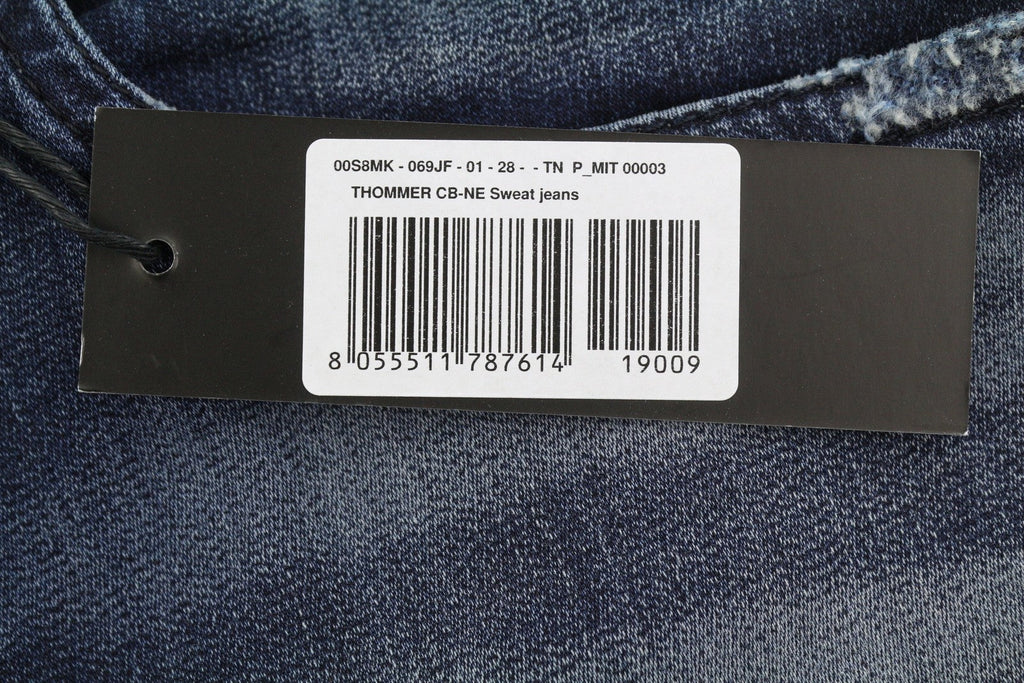 00S8MK - 069JF - 01 - 28 - - TN P_MIT 00003
THOMMER CB-NE Sweat jeans
8 055511 787614 19009